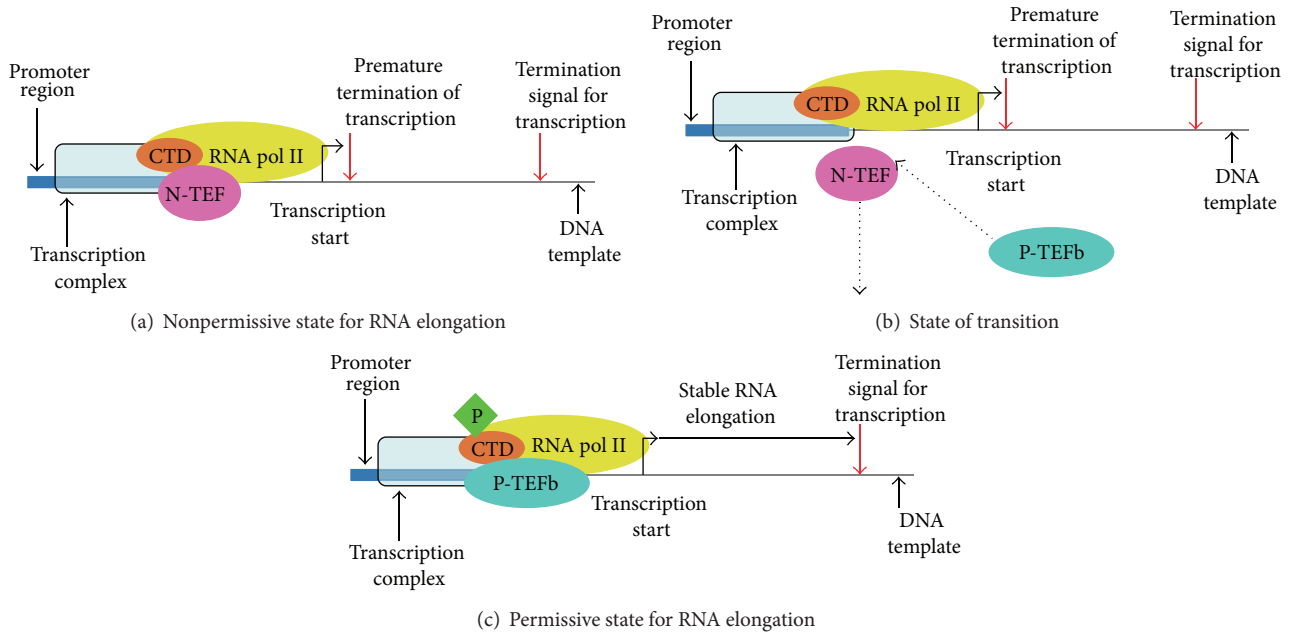 Promoter
region
Premature
termination of
transcription
Termination
signal for
transcription
CTD
RNA pol II
N-TEF
Transcription
start
Transcription
complex
DNA
template
(a) Nonpermissive state for RNA elongation
Promoter
region
Premature
termination of
transcription
Termination
signal for
transcription
CTD
RNA pol II
N-TEF
Transcription
start
Transcription
complex
DNA
template
P-TEFb
(b) State of transition
Promoter
region
Stable RNA
elongation
Termination
signal for
transcription
P
CTD
RNA pol II
P-TEFb
Transcription
start
Transcription
complex
DNA
template
(c) Permissive state for RNA elongation